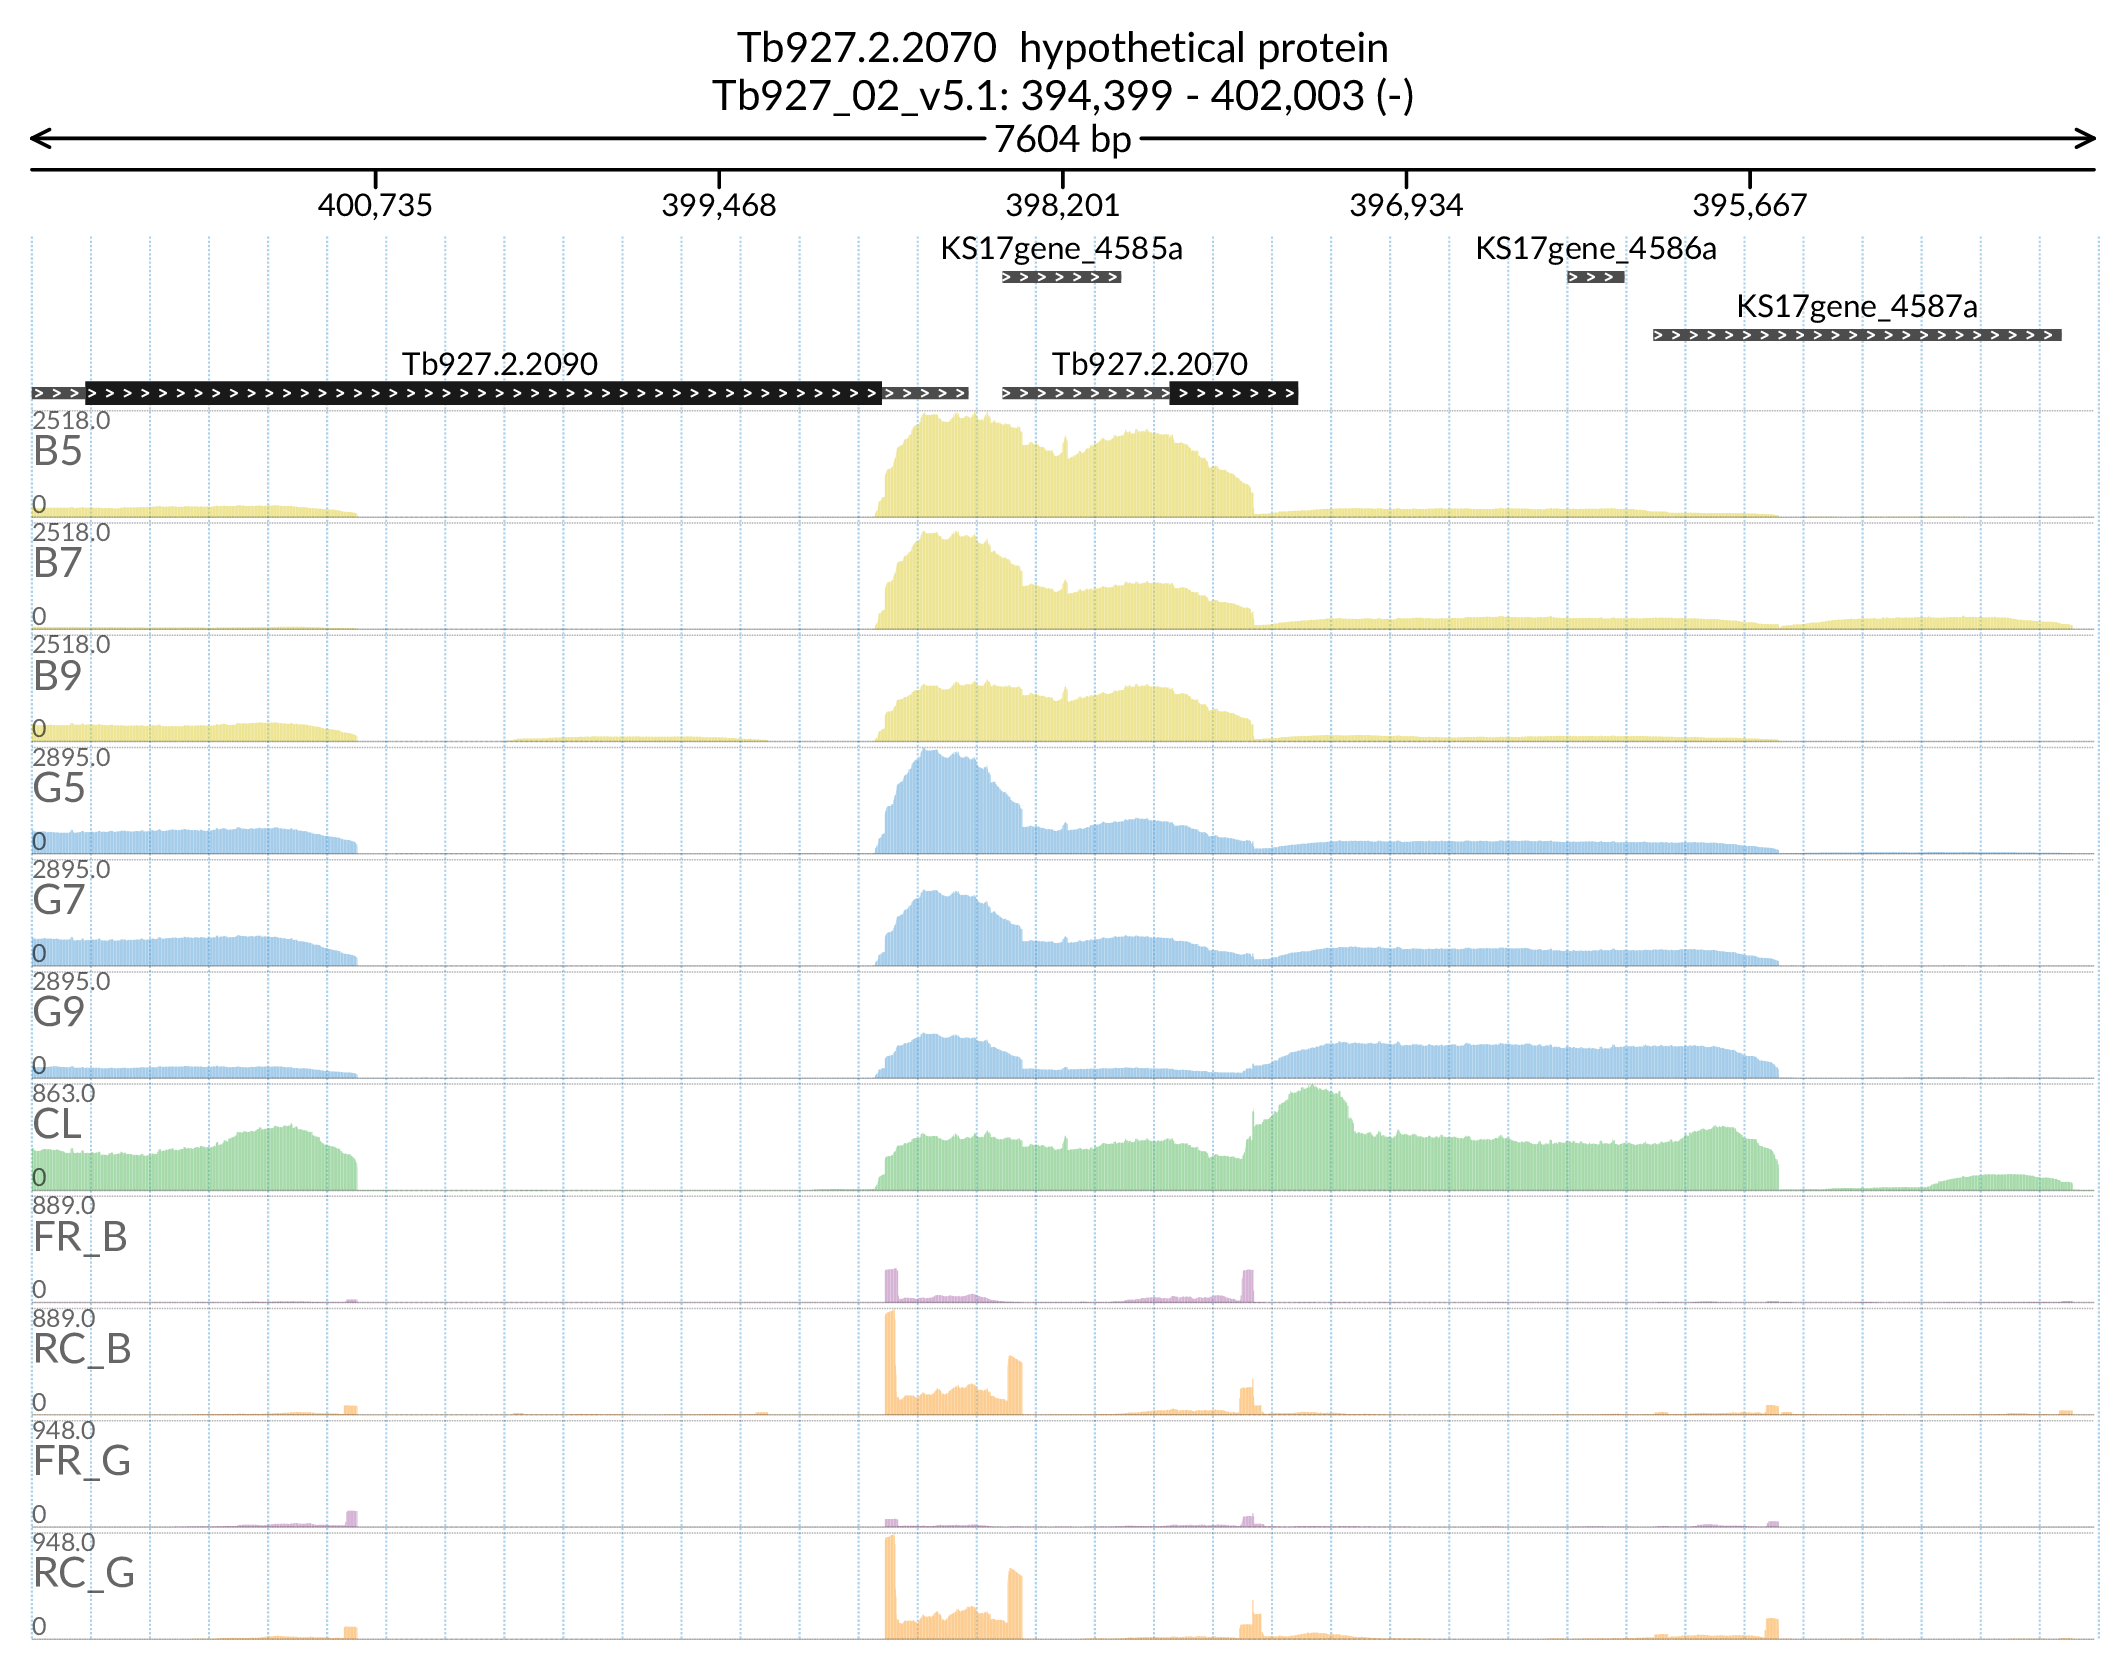 Tb927.2.2070 hypothetical protein
Tb927_02_v5.1: 394,399 - 402,003 (-)
7604 bp
400,735 399,468 398,201 396,934 395,667
KS17gene_4585a KS17gene_4586a
KS17gene_4587a
Tb927.2.2090 Tb927.2.2070
2518.0
B5
0
2518.0
B7
0
2518.0
B9
0
2895.0
G5
0
2895.0
G7
0
2895.0
G9
0
863.0
CL
0
889.0
FR_B
0
889.0
RC_B
0
948.0
FR_G
0
948.0
RC_G
0